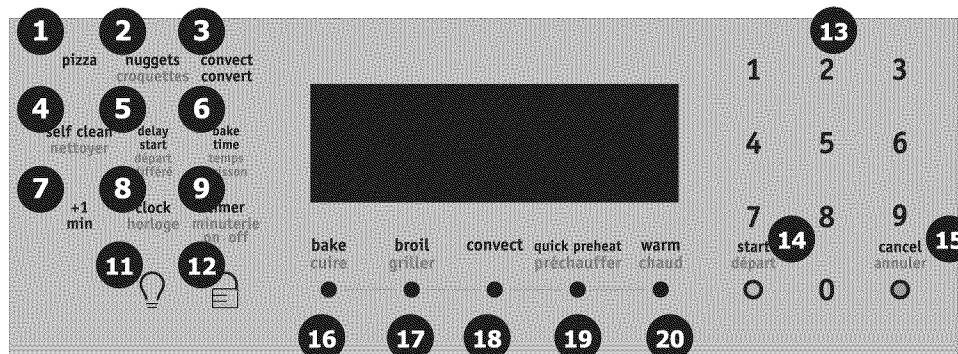 1 2 3 13
pizza nuggets convect
croquettes convert
1 2 3
4 5 6
self clean delay bake
nettoyer start time
départ temps
4 5 6
7 8 9
+1 clock
min horloge minuterie
on off
7 8 9
14 15
bake broil convect quick preheat warm
cuire griller préchauffer chaud
start cancel
départ annuler
0
11 12
16 17 18 19 20